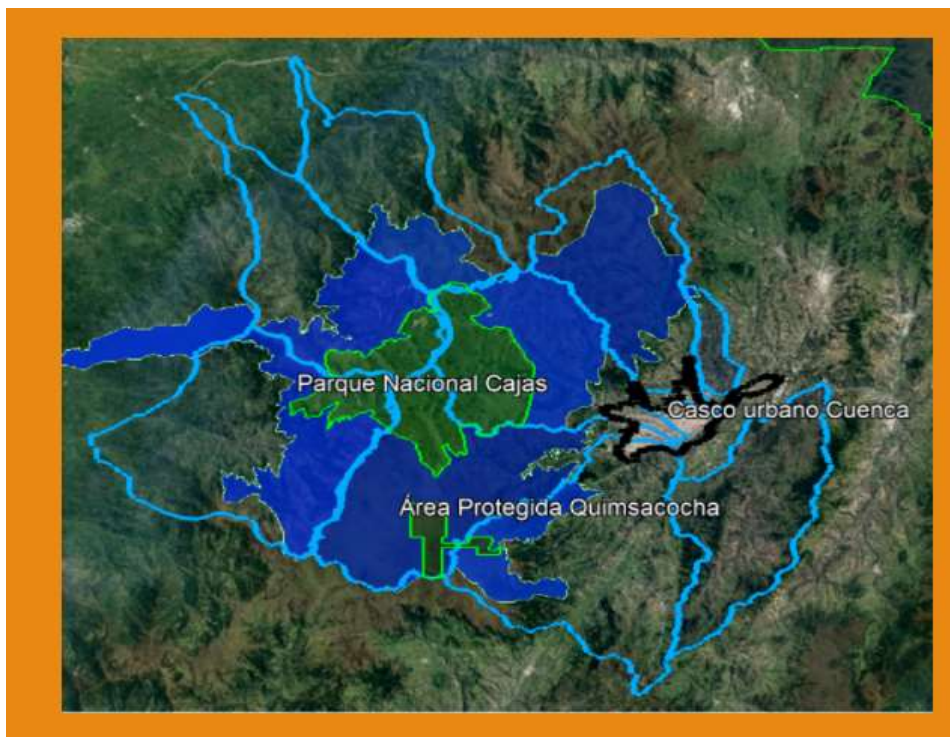 Parque Nacional Cajas
Casco urbano Cuenca
Área Protegida Quimsacocha